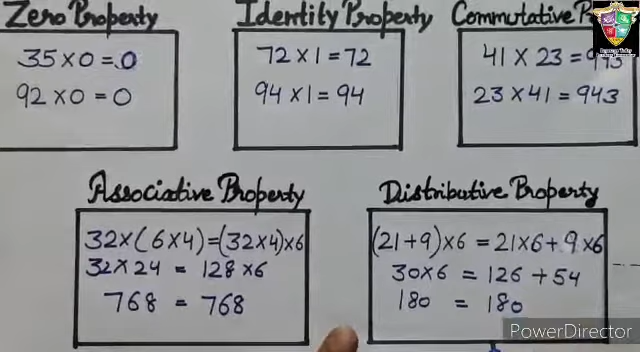 Zero Property
35 × 0 = 0
92 × 0 = 0
Identity Property
72 × 1 = 72
94 × 1 = 94
Commutative P
41 × 23 = 943
23 × 41 = 943
Associative Property
32×(6×4)=(32×4)×6
32×24 = 128×6
768 = 768
Distributive Property
(21+9)×6 = 21×6+9×6
30×6 = 126 + 54
180 = 180
PowerDirector